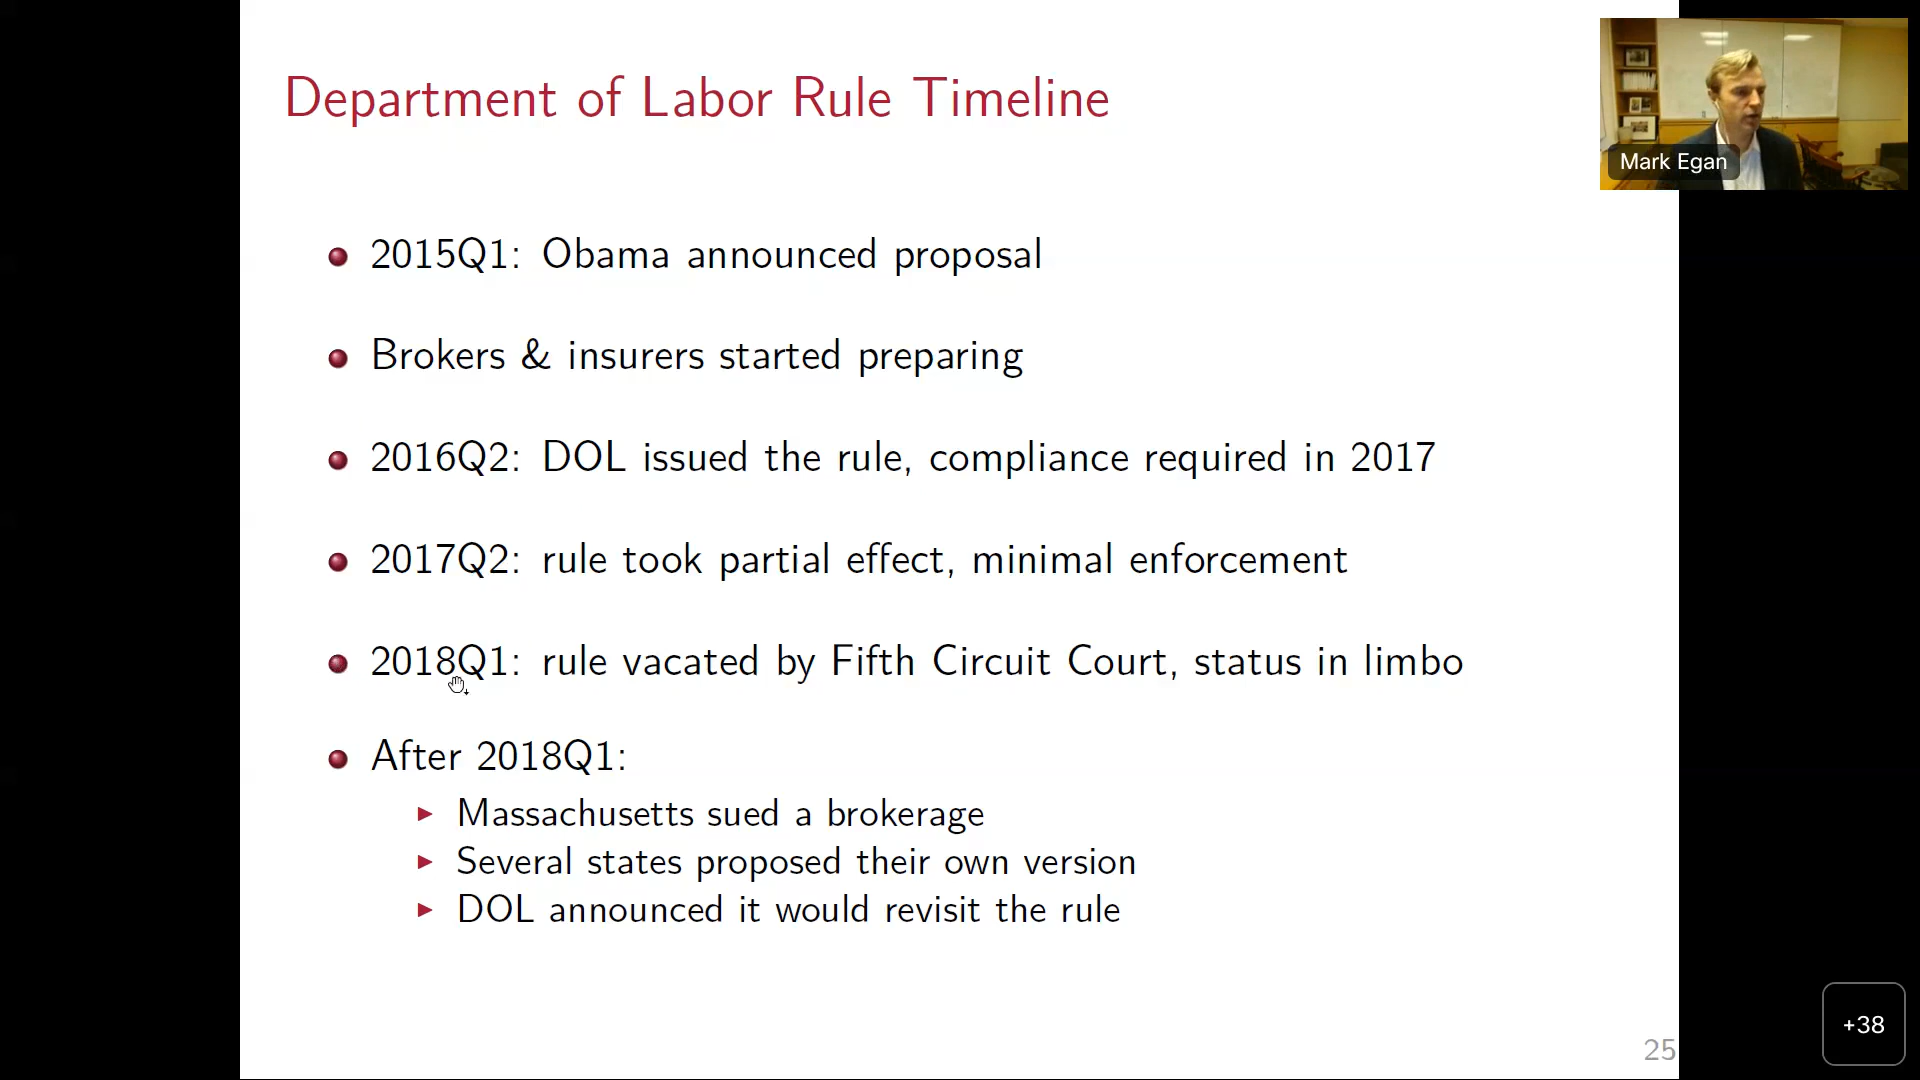 Department of Labor Rule Timeline
Mark Egan
2015Q1: Obama announced proposal
Brokers & insurers started preparing
2016Q2: DOL issued the rule, compliance required in 2017
2017Q2: rule took partial effect, minimal enforcement
2018Q1: rule vacated by Fifth Circuit Court, status in limbo
After 2018Q1:
Massachusetts sued a brokerage
Several states proposed their own version
DOL announced it would revisit the rule
+38
25